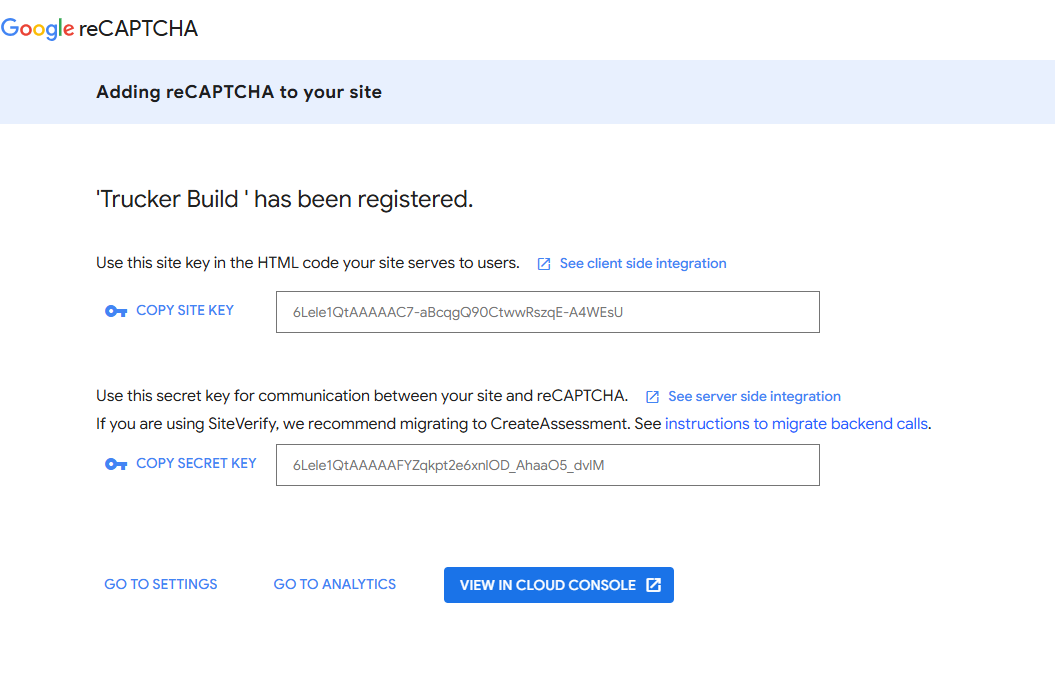 Google reCAPTCHA
Adding reCAPTCHA to your site
'Trucker Build ' has been registered.
Use this site key in the HTML code your site serves to users. See client side integration
COPY SITE KEY 6Lele1QtAAAAAC7-aBcqgQ90CtwwRszqE-A4WEsU
Use this secret key for communication between your site and reCAPTCHA. See server side integration
If you are using SiteVerify, we recommend migrating to CreateAssessment. See instructions to migrate backend calls.
COPY SECRET KEY 6Lele1QtAAAAAFYZqkpt2e6xnlOD_AhaaO5_dvlM
GO TO SETTINGS GO TO ANALYTICS VIEW IN CLOUD CONSOLE